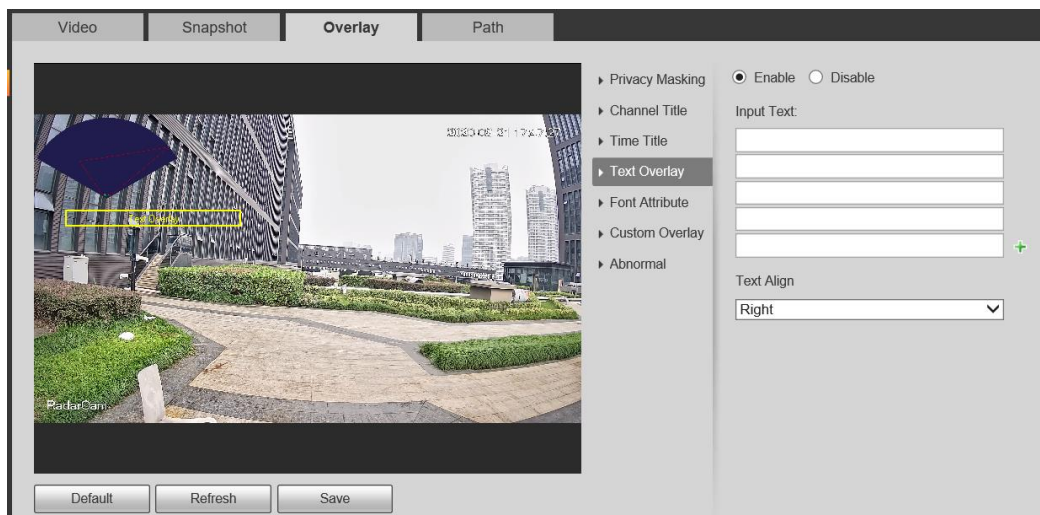 Video Snapshot Overlay Path
Privacy Masking
Channel Title
Time Title
Text Overlay
Font Attribute
Custom Overlay
Abnormal
Enable Disable
Input Text:
Text Align
Right
Text Overlay
RadarCam
Default Refresh Save